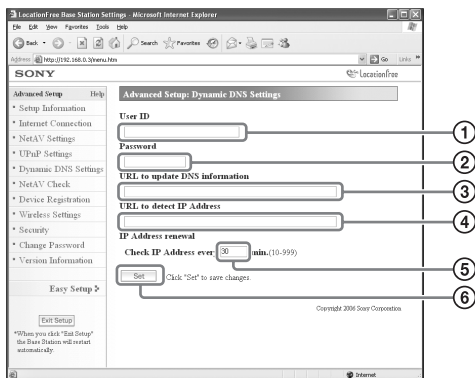 LocationFree Base Station Settings - Microsoft Internet Explorer
File Edit View Favorites Tools Help
Back Search Favorites
Address http://192.168.0.3/menu.htm Go Links »
SONY LocationFree
Advanced Setup Help
• Setup Information
• Internet Connection
• NetAV Settings
• UPnP Settings
• Dynamic DNS Settings
• NetAV Check
• Device Registration
• Wireless Settings
• Security
• Change Password
• Version Information
Easy Setup
Exit Setup
*When you click "Exit Setup"
the Base Station will restart
automatically.
Advanced Setup: Dynamic DNS Settings
User ID
1
Password
2
URL to update DNS information
3
URL to detect IP Address
4
IP Address renewal
Check IP Address every 30 min.(10-999)
5
Set Click "Set" to save changes.
6
Copyright 2006 Sony Corporation
Internet